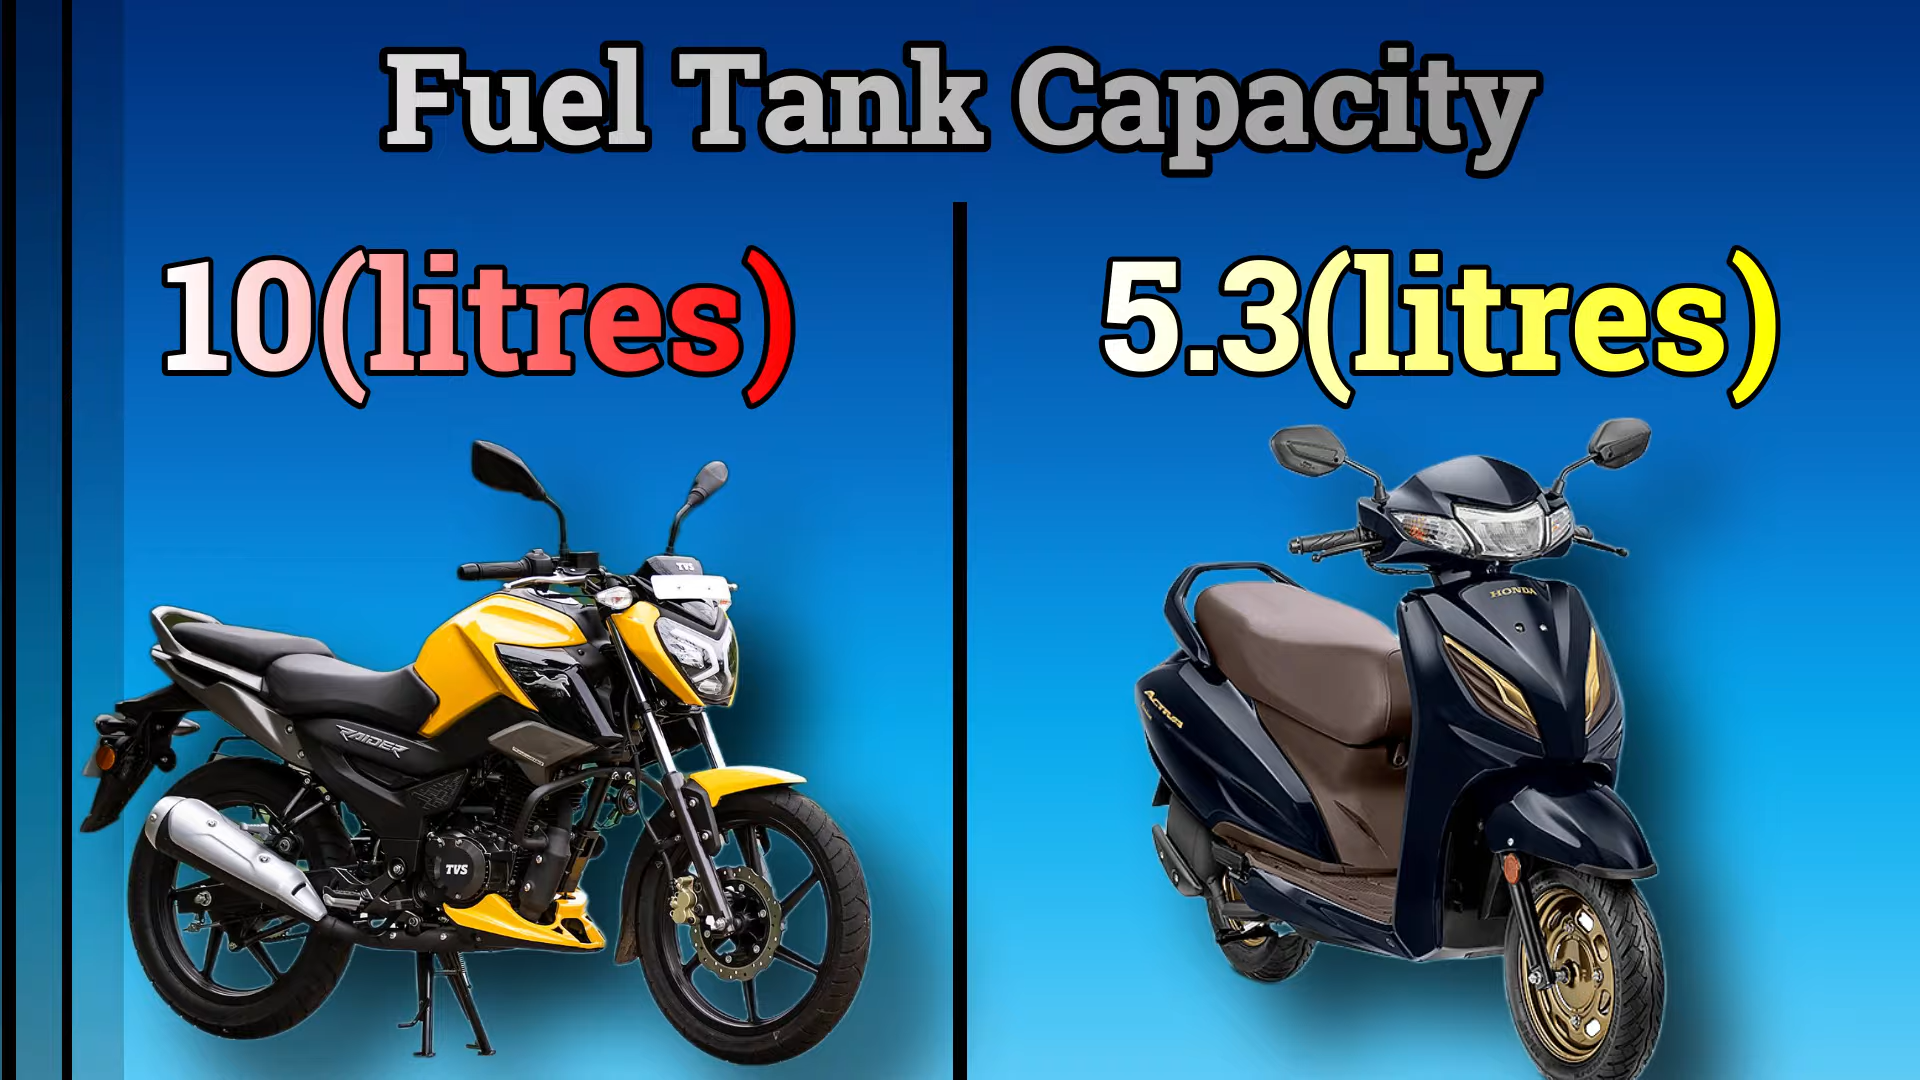 Fuel Tank Capacity
10(litres)
5.3(litres)
TVS
RAIDER
TVS
HONDA
ACTIVA